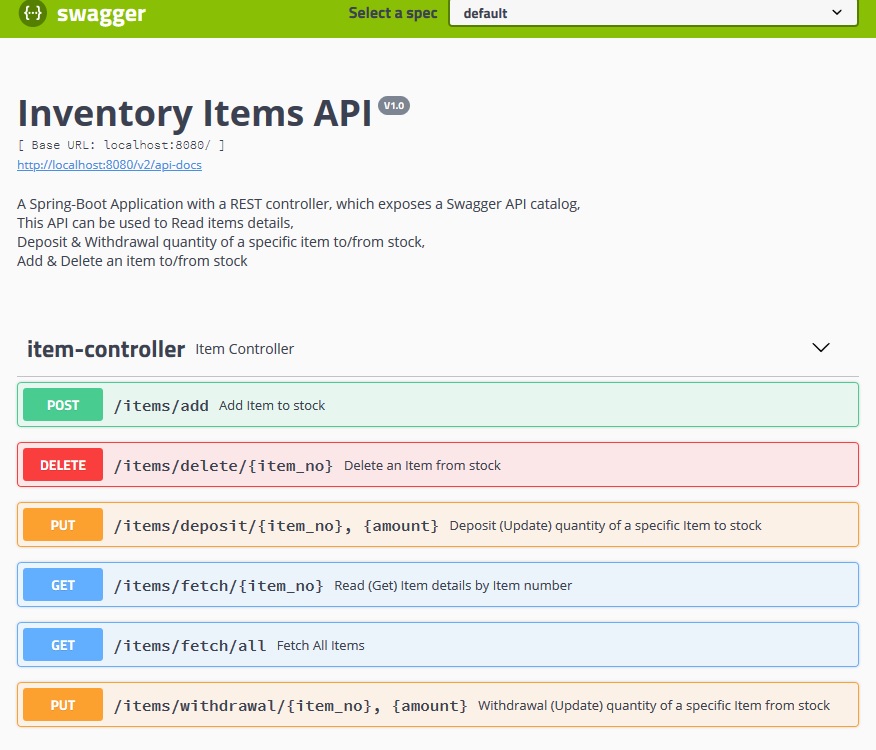 {···} swagger Select a spec default
Inventory Items API V1.0
[ Base URL: localhost:8080/ ]
http://localhost:8080/v2/api-docs
A Spring-Boot Application with a REST controller, which exposes a Swagger API catalog,
This API can be used to Read items details,
Deposit & Withdrawal quantity of a specific item to/from stock,
Add & Delete an item to/from stock
item-controller Item Controller
POST /items/add Add Item to stock
DELETE /items/delete/{item_no} Delete an Item from stock
PUT /items/deposit/{item_no}, {amount} Deposit (Update) quantity of a specific Item to stock
GET /items/fetch/{item_no} Read (Get) Item details by Item number
GET /items/fetch/all Fetch All Items
PUT /items/withdrawal/{item_no}, {amount} Withdrawal (Update) quantity of a specific Item from stock